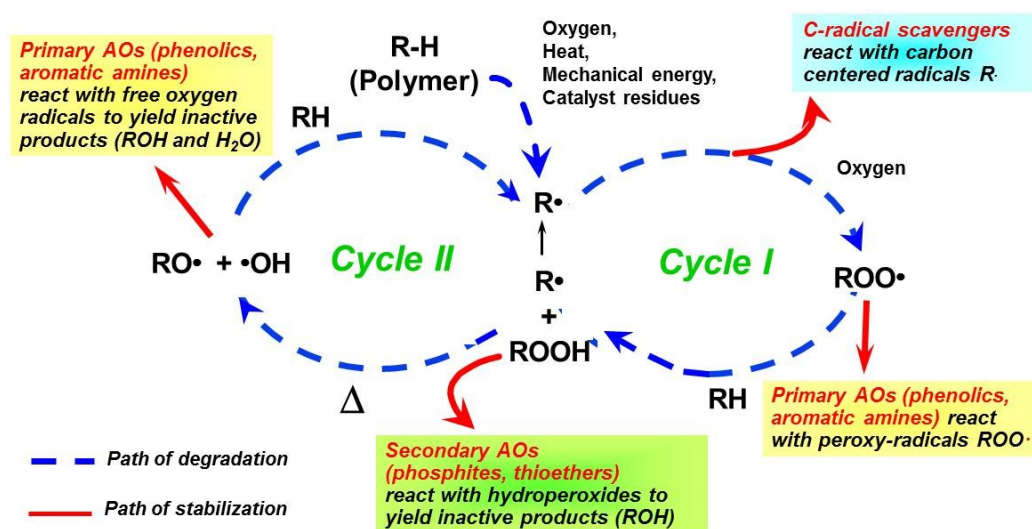 Primary AOs (phenolics,
aromatic amines)
react with free oxygen
radicals to yield inactive
products (ROH and H₂O)
R-H
(Polymer)
Oxygen,
Heat,
Mechanical energy,
Catalyst residues
C-radical scavengers
react with carbon
centered radicals R·
RH
Oxygen
R•
RO• + •OH
Cycle II
Cycle I
R•
+
ROOH
ROO•
Δ
RH
Primary AOs (phenolics,
aromatic amines) react
with peroxy-radicals ROO·
Secondary AOs
(phosphites, thioethers)
react with hydroperoxides to
yield inactive products (ROH)
Path of degradation
Path of stabilization